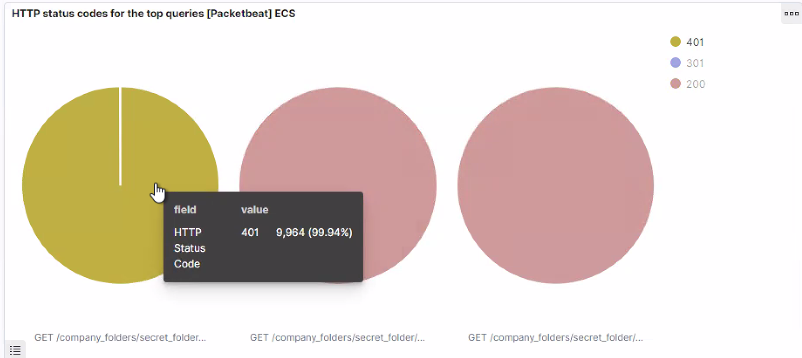 HTTP status codes for the top queries [Packetbeat] ECS
401
301
200
field value
HTTP Status Code 401 9,964 (99.94%)
GET /company_folders/secret_folder...
GET /company_folders/secret_folder/...
GET /company_folders/secret_folder/...